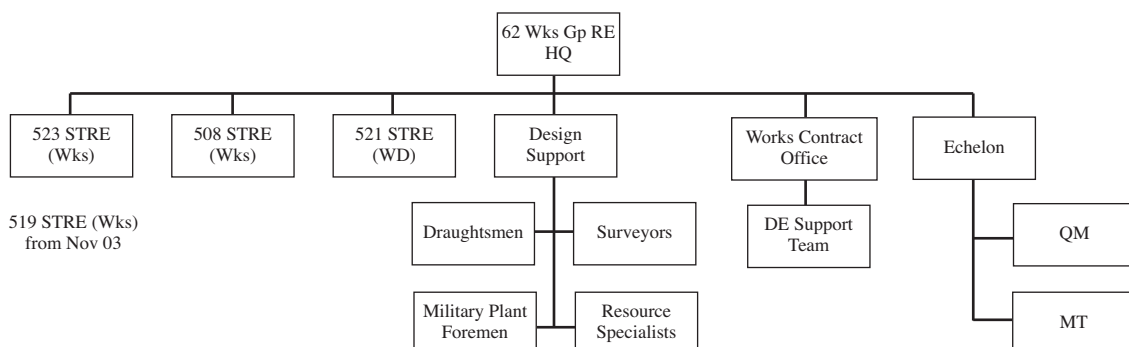 62 Wks Gp RE
HQ
523 STRE
(Wks)
508 STRE
(Wks)
521 STRE
(WD)
Design
Support
Works Contract
Office
Echelon
519 STRE (Wks)
from Nov 03
Draughtsmen
Surveyors
DE Support
Team
QM
Military Plant
Foremen
Resource
Specialists
MT